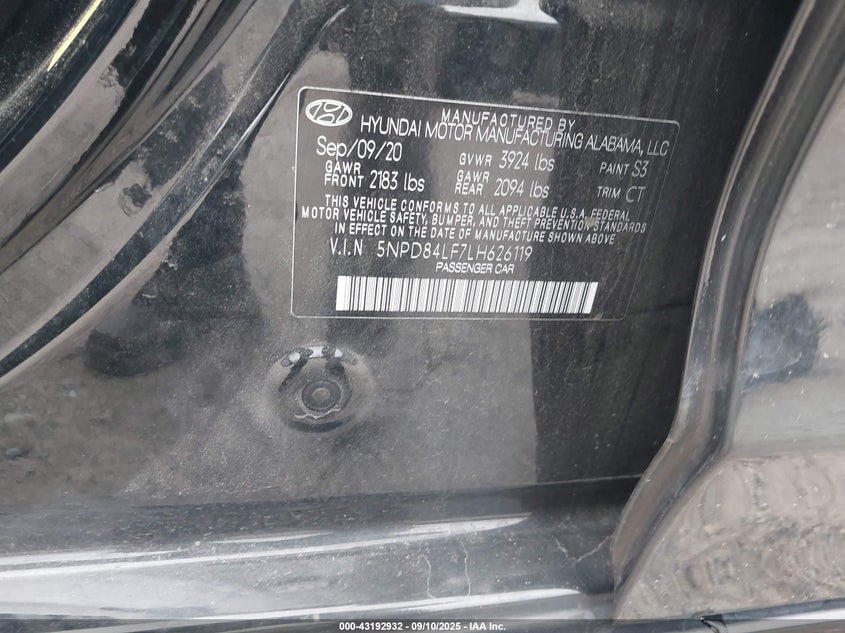 MANUFACTURED BY
HYUNDAI MOTOR MANUFACTURING ALABAMA, LLC
Sep/09/20 GVWR 3924 lbs PAINT S3
GAWR FRONT 2183 lbs GAWR REAR 2094 lbs TRIM CT
THIS VEHICLE CONFORMS TO ALL APPLICABLE U.S.A. FEDERAL
MOTOR VEHICLE SAFETY, BUMPER, AND THEFT PREVENTION STANDARDS
IN EFFECT ON THE DATE OF MANUFACTURE SHOWN ABOVE.
V.I.N 5NPD84LF7LH626119
PASSENGER CAR
000-43192932 - 09/10/2025 - IAA Inc.